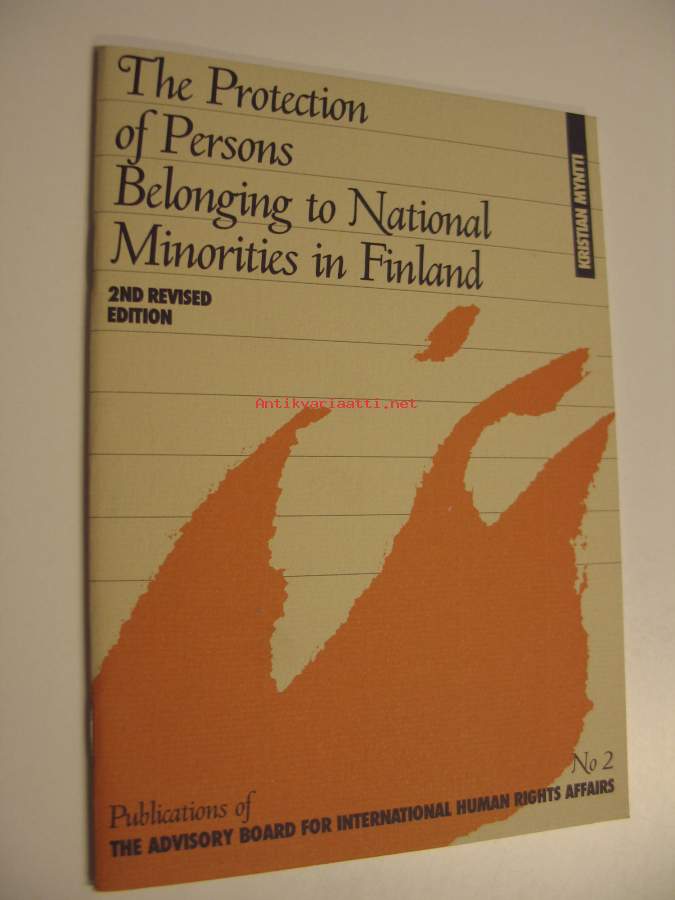 The Protection
of Persons
Belonging to National
Minorities in Finland
2ND REVISED
EDITION
KRISTIAN MYNTTI
Antikvariaatti.net
No 2
Publications of
THE ADVISORY BOARD FOR INTERNATIONAL HUMAN RIGHTS AFFAIRS